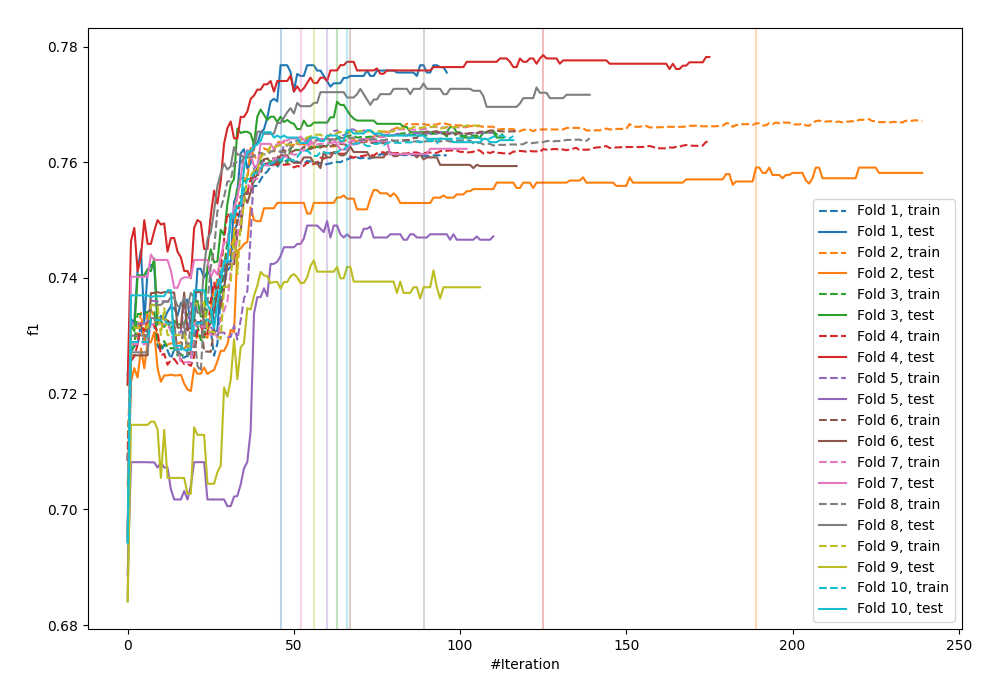 0.78
0.76
0.74
0.72
0.70
0.68
f1
0
50
100
150
200
250
#Iteration
Fold 1, train
Fold 1, test
Fold 2, train
Fold 2, test
Fold 3, train
Fold 3, test
Fold 4, train
Fold 4, test
Fold 5, train
Fold 5, test
Fold 6, train
Fold 6, test
Fold 7, train
Fold 7, test
Fold 8, train
Fold 8, test
Fold 9, train
Fold 9, test
Fold 10, train
Fold 10, test